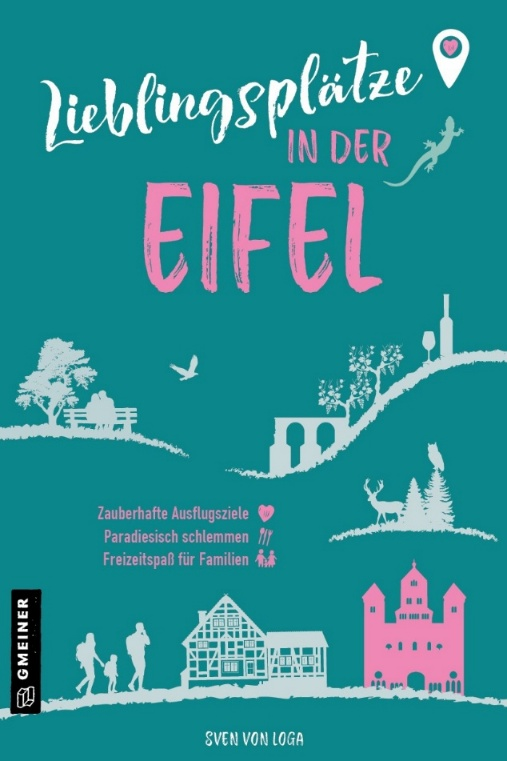 Lieblingsplätze
IN DER
EIFEL
Zauberhafte Ausflugsziele
Paradiesisch schlemmen
Freizeitspaß für Familien
GMEINER
SVEN VON LOGA